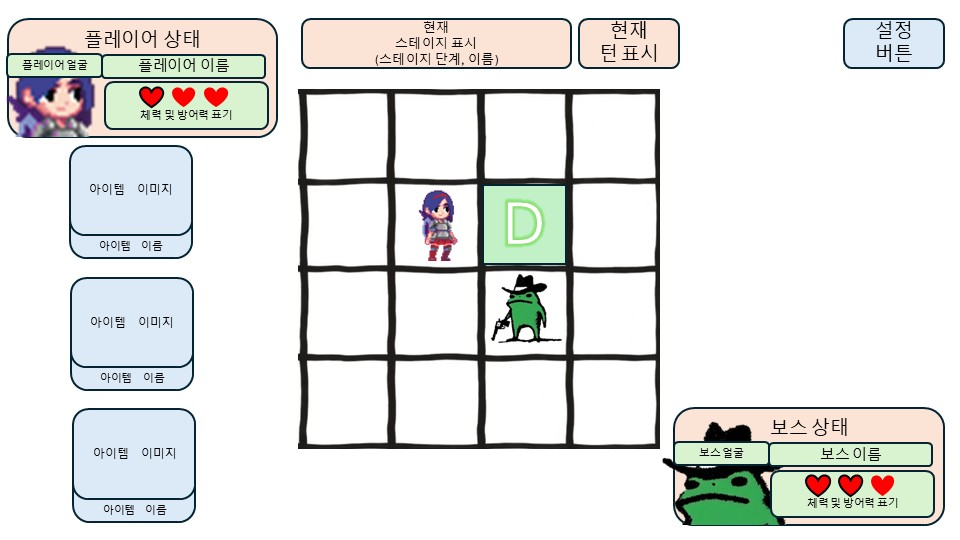 플레이어 상태
플레이어 얼굴
플레이어 이름
체력 및 방어력 표기
현재
스테이지 표시
(스테이지 단계, 이름)
현재
턴 표시
설정
버튼
아이템 이미지
아이템 이름
아이템 이미지
아이템 이름
아이템 이미지
아이템 이름
D
보스 상태
보스 얼굴
보스 이름
체력 및 방어력 표기